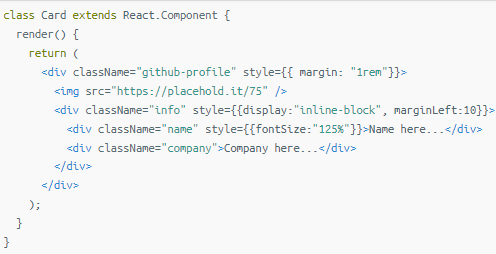 class Card extends React.Component {
  render() {
    return (
      <div className="github-profile" style={{ margin: "1rem"}}>
        <img src="https://placehold.it/75" />
        <div className="info" style={{display:"inline-block", marginLeft:10}}>
          <div className="name" style={{fontSize:"125%"}}>Name here...</div>
          <div className="company">Company here...</div>
        </div>
      </div>
    );
  }
}